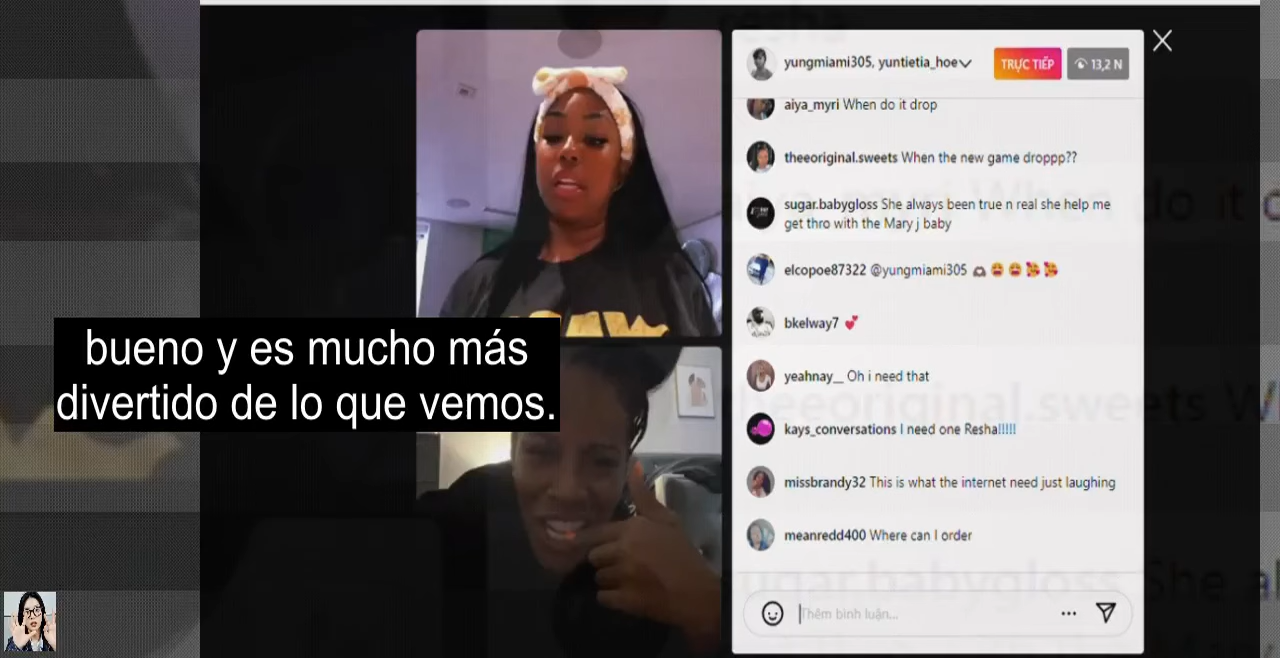 yungmiami305, yuntietia_hoe
TRỰC TIẾP
13,2 N
aiya_myri When do it drop
theeoriginal.sweets When the new game droppp??
sugar.babygloss She always been true n real she help me
get thro with the Mary j baby
elcopoe87322 @yungmiami305 🫶🏽 🤩 🤩 🥰 🥰
bkelway7 💕
yeahnay__ Oh i need that
kays_conversations I need one Resha!!!!!
missbrandy32 This is what the internet need just laughing
meanredd400 Where can I order
Thêm bình luận...
bueno y es mucho más
divertido de lo que vemos.